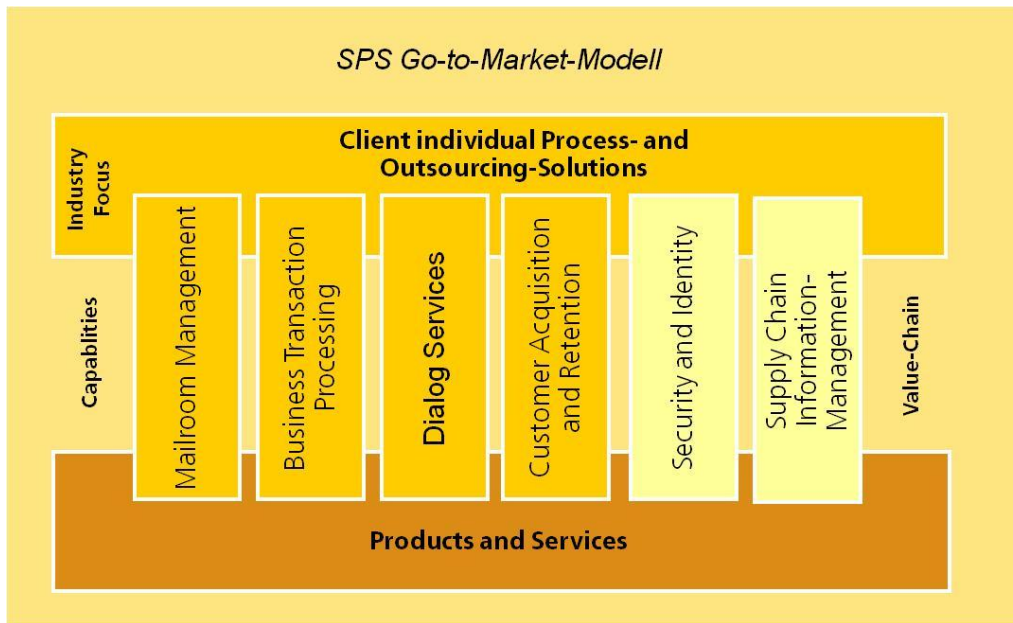 SPS Go-to-Market-Modell
Client individual Process- and
Outsourcing-Solutions
Industry
Focus
Capablities
Mailroom Management
Business Transaction
Processing
Dialog Services
Customer Acquisition
and Retention
Security and Identity
Supply Chain
Information-
Management
Value-Chain
Products and Services